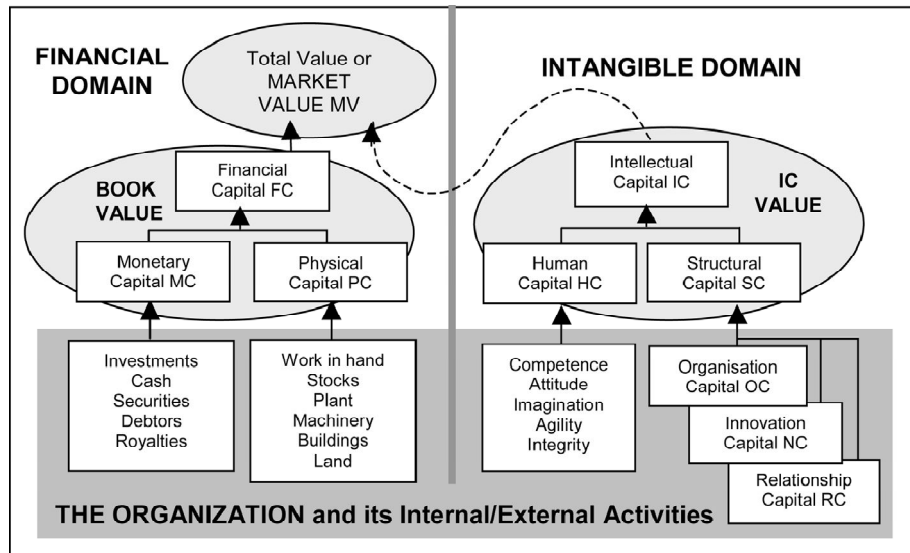 FINANCIAL
DOMAIN
Total Value or
MARKET
VALUE MV
INTANGIBLE DOMAIN
BOOK
VALUE
Financial
Capital FC
Monetary
Capital MC
Physical
Capital PC
Intellectual
Capital IC
IC
VALUE
Human
Capital HC
Structural
Capital SC
Investments
Cash
Securities
Debtors
Royalties
Work in hand
Stocks
Plant
Machinery
Buildings
Land
Competence
Attitude
Imagination
Agility
Integrity
Organisation
Capital OC
Innovation
Capital NC
Relationship
Capital RC
THE ORGANIZATION and its Internal/External Activities